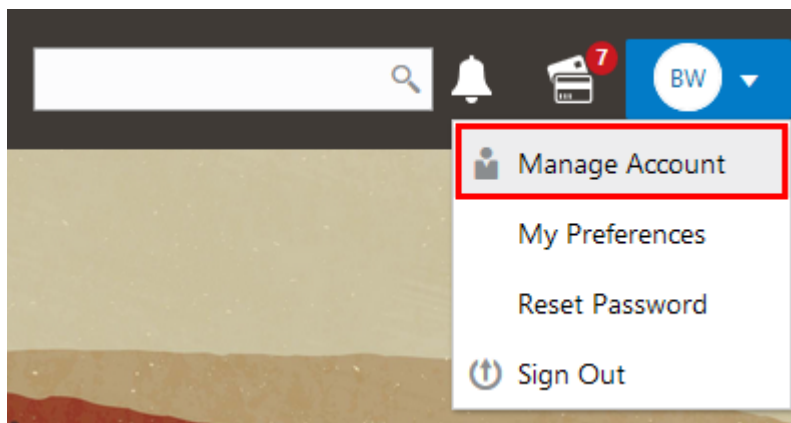 7
BW
Manage Account
My Preferences
Reset Password
Sign Out